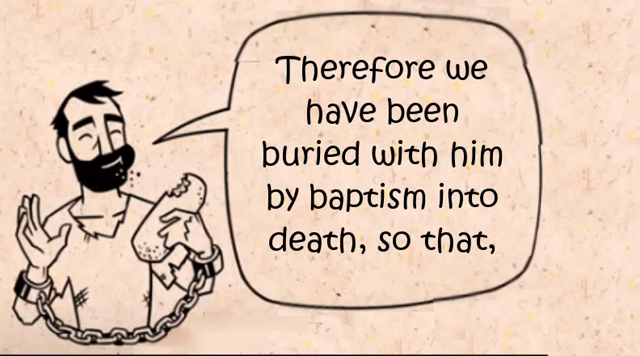 Therefore we
have been
buried with him
by baptism into
death, so that,